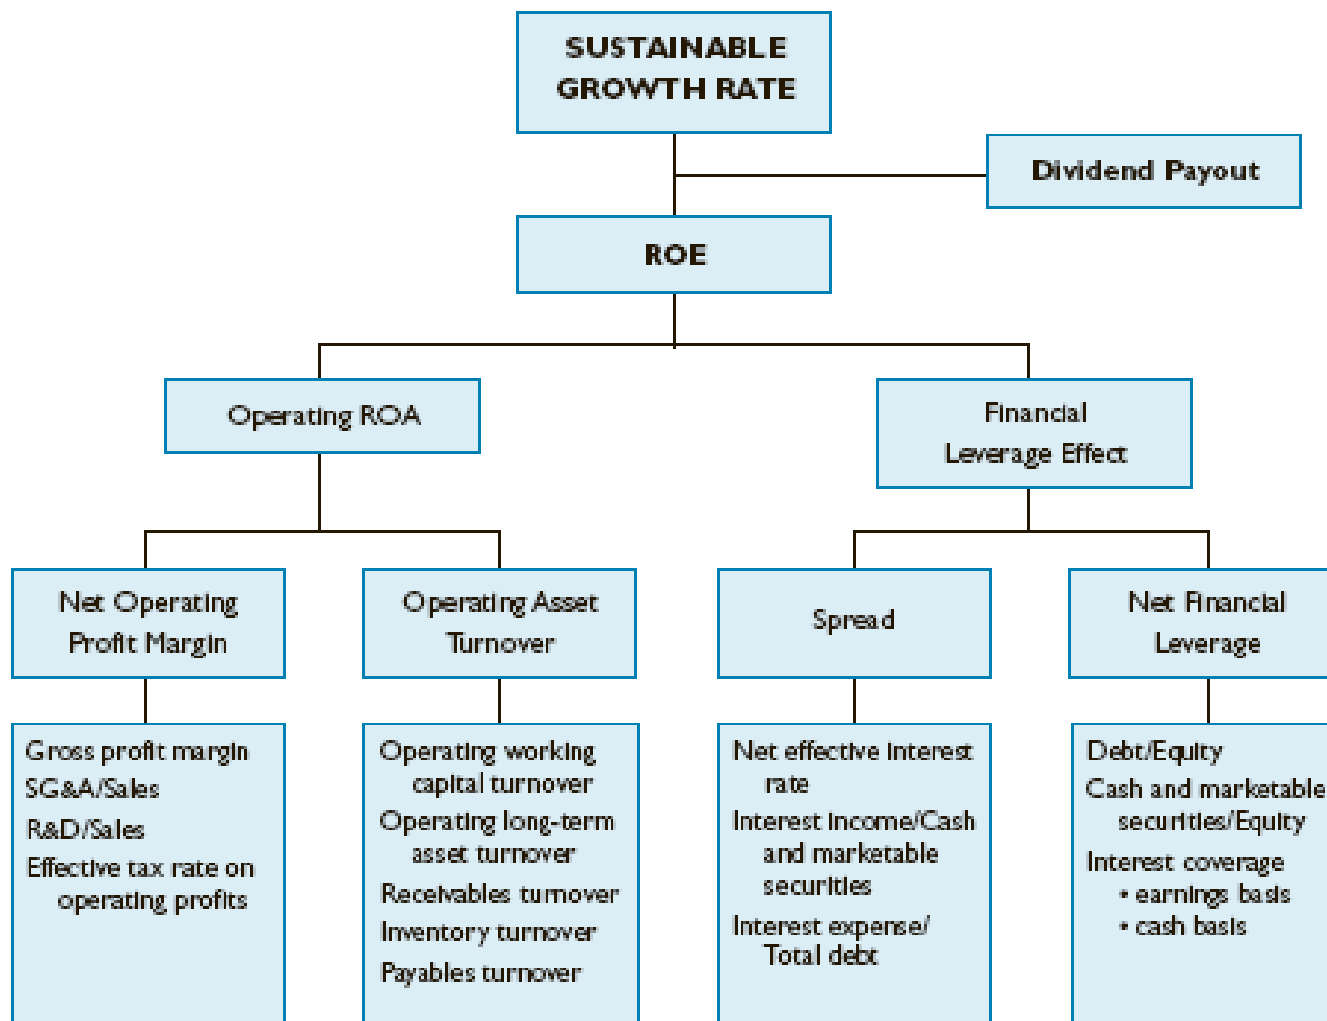 SUSTAINABLE
GROWTH RATE
Dividend Payout
ROE
Operating ROA
Financial
Leverage Effect
Net Operating
Profit Margin
Operating Asset
Turnover
Spread
Net Financial
Leverage
Gross profit margin
SG&A/Sales
R&D/Sales
Effective tax rate on
operating profits
Operating working
capital turnover
Operating long-term
asset turnover
Receivables turnover
Inventory turnover
Payables turnover
Net effective interest
rate
Interest income/Cash
and marketable
securities
Interest expense/
Total debt
Debt/Equity
Cash and marketable
securities/Equity
Interest coverage
• earnings basis
• cash basis